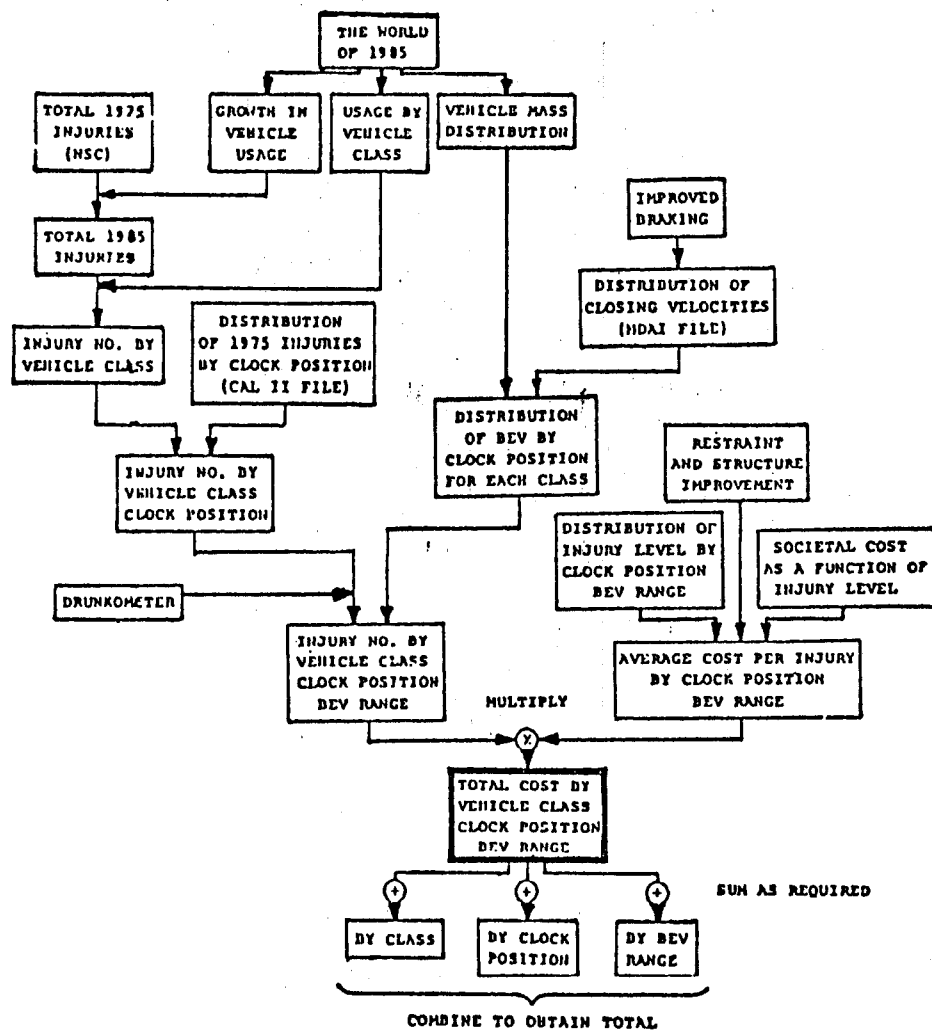 THE WORLD
OF 1985
TOTAL 1975
INJURIES
(NSC)
GROWTH IN
VEHICLE
USAGE
USAGE BY
VEHICLE
CLASS
VEHICLE MASS
DISTRIBUTION
IMPROVED
BRAKING
TOTAL 1985
INJURIES
DISTRIBUTION OF
CLOSING VELOCITIES
(MDAI FILE)
DISTRIBUTION
OF 1975 INJURIES
BY CLOCK POSITION
(CAL II FILE)
INJURY NO. BY
VEHICLE CLASS
DISTRIBUTION
OF BEV BY
CLOCK POSITION
FOR EACH CLASS
RESTRAINT
AND STRUCTURE
IMPROVEMENT
INJURY NO. BY
VEHICLE CLASS
CLOCK POSITION
DISTRIBUTION OF
INJURY LEVEL BY
CLOCK POSITION
BEV RANGE
SOCIETAL COST
AS A FUNCTION OF
INJURY LEVEL
DRUNKOMETER
INJURY NO. BY
VEHICLE CLASS
CLOCK POSITION
BEV RANGE
AVERAGE COST PER INJURY
BY CLOCK POSITION
BEV RANGE
MULTIPLY
X
TOTAL COST BY
VEHICLE CLASS
CLOCK POSITION
BEV RANGE
+
+
+
SUM AS REQUIRED
BY CLASS
BY CLOCK
POSITION
BY BEV
RANGE
COMBINE TO OBTAIN TOTAL